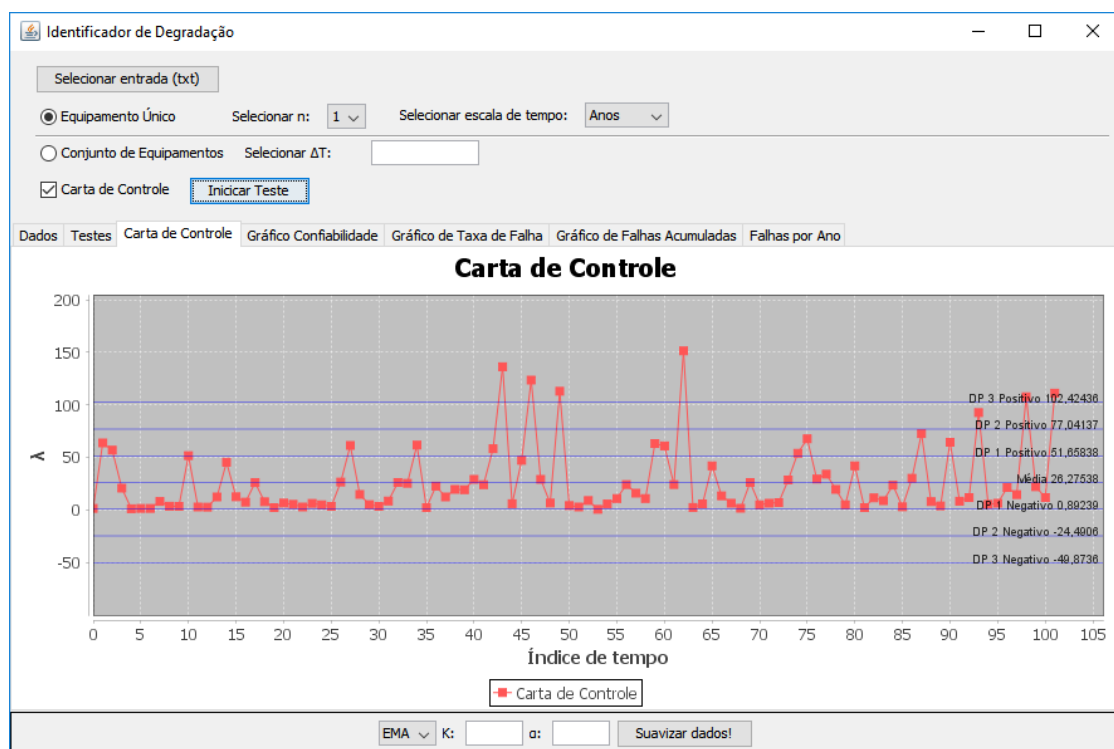 Identificador de Degradação
Selecionar entrada (txt)
Equipamento Único Selecionar n: 1 Selecionar escala de tempo: Anos
Conjunto de Equipamentos Selecionar ΔT:
Carta de Controle Inicicar Teste
Dados Testes Carta de Controle Gráfico Confiabilidade Gráfico de Taxa de Falha Gráfico de Falhas Acumuladas Falhas por Ano
Carta de Controle
200
150
100
50
0
-50
λ
DP 3 Positivo 102,42436
DP 2 Positivo 77,04137
DP 1 Positivo 51,65838
Média 26,27538
DP 1 Negativo 0,89239
DP 2 Negativo -24,4906
DP 3 Negativo -49,8736
0 5 10 15 20 25 30 35 40 45 50 55 60 65 70 75 80 85 90 95 100 105
Índice de tempo
Carta de Controle
EMA K: α: Suavizar dados!